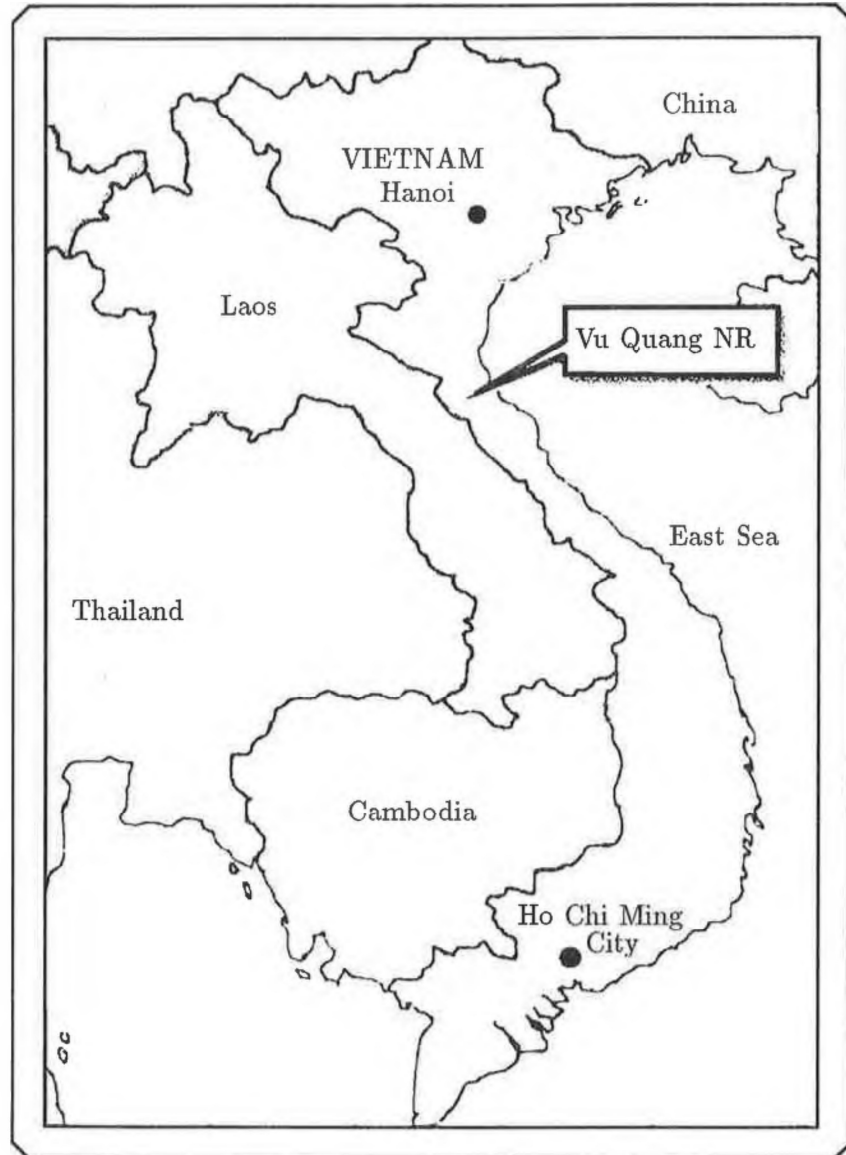 China
VIETNAM
Hanoi
Laos
Vu Quang NR
East Sea
Thailand
Cambodia
Ho Chi Ming
City